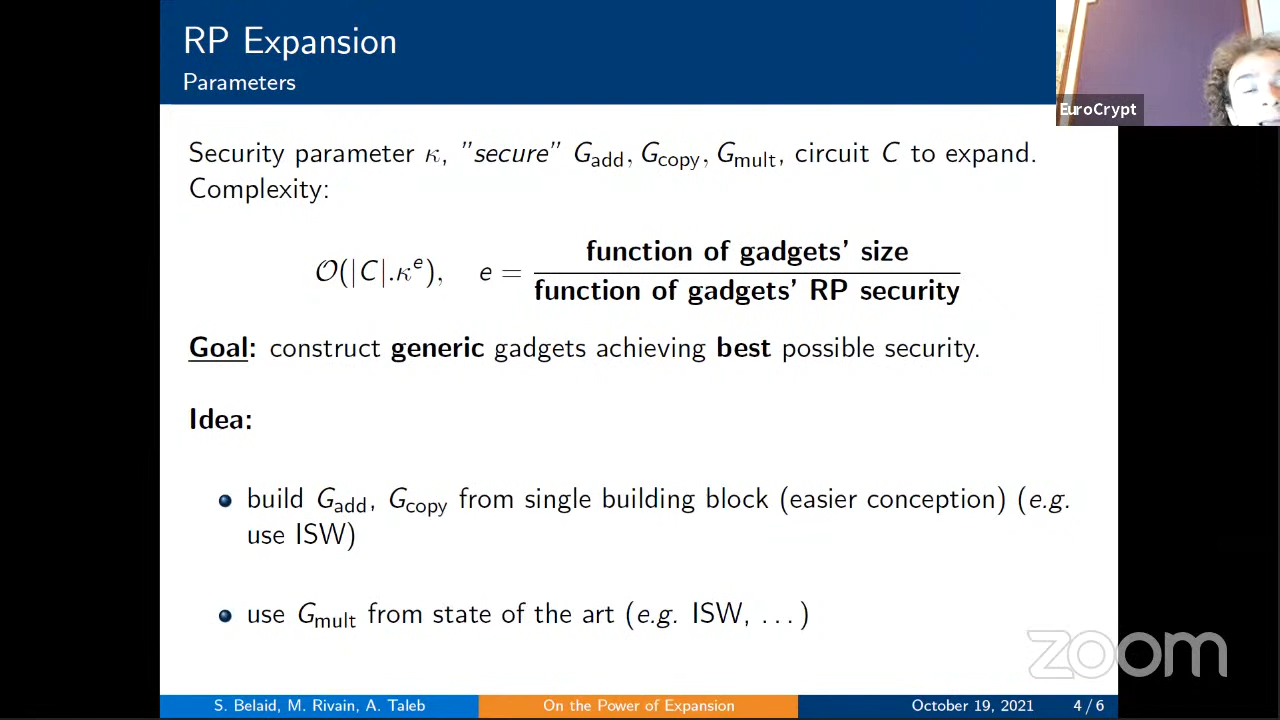 RP Expansion
Parameters
EuroCrypt
Security parameter κ, "secure" G_add, G_copy, G_mult, circuit C to expand.
Complexity:
O(|C|.κ^e), e = function of gadgets' size / function of gadgets' RP security
Goal: construct generic gadgets achieving best possible security.
Idea:
build G_add, G_copy from single building block (easier conception) (e.g.
use ISW)
use G_mult from state of the art (e.g. ISW, ...)
zoom
S. Belaid, M. Rivain, A. Taleb
On the Power of Expansion
October 19, 2021
4 / 6